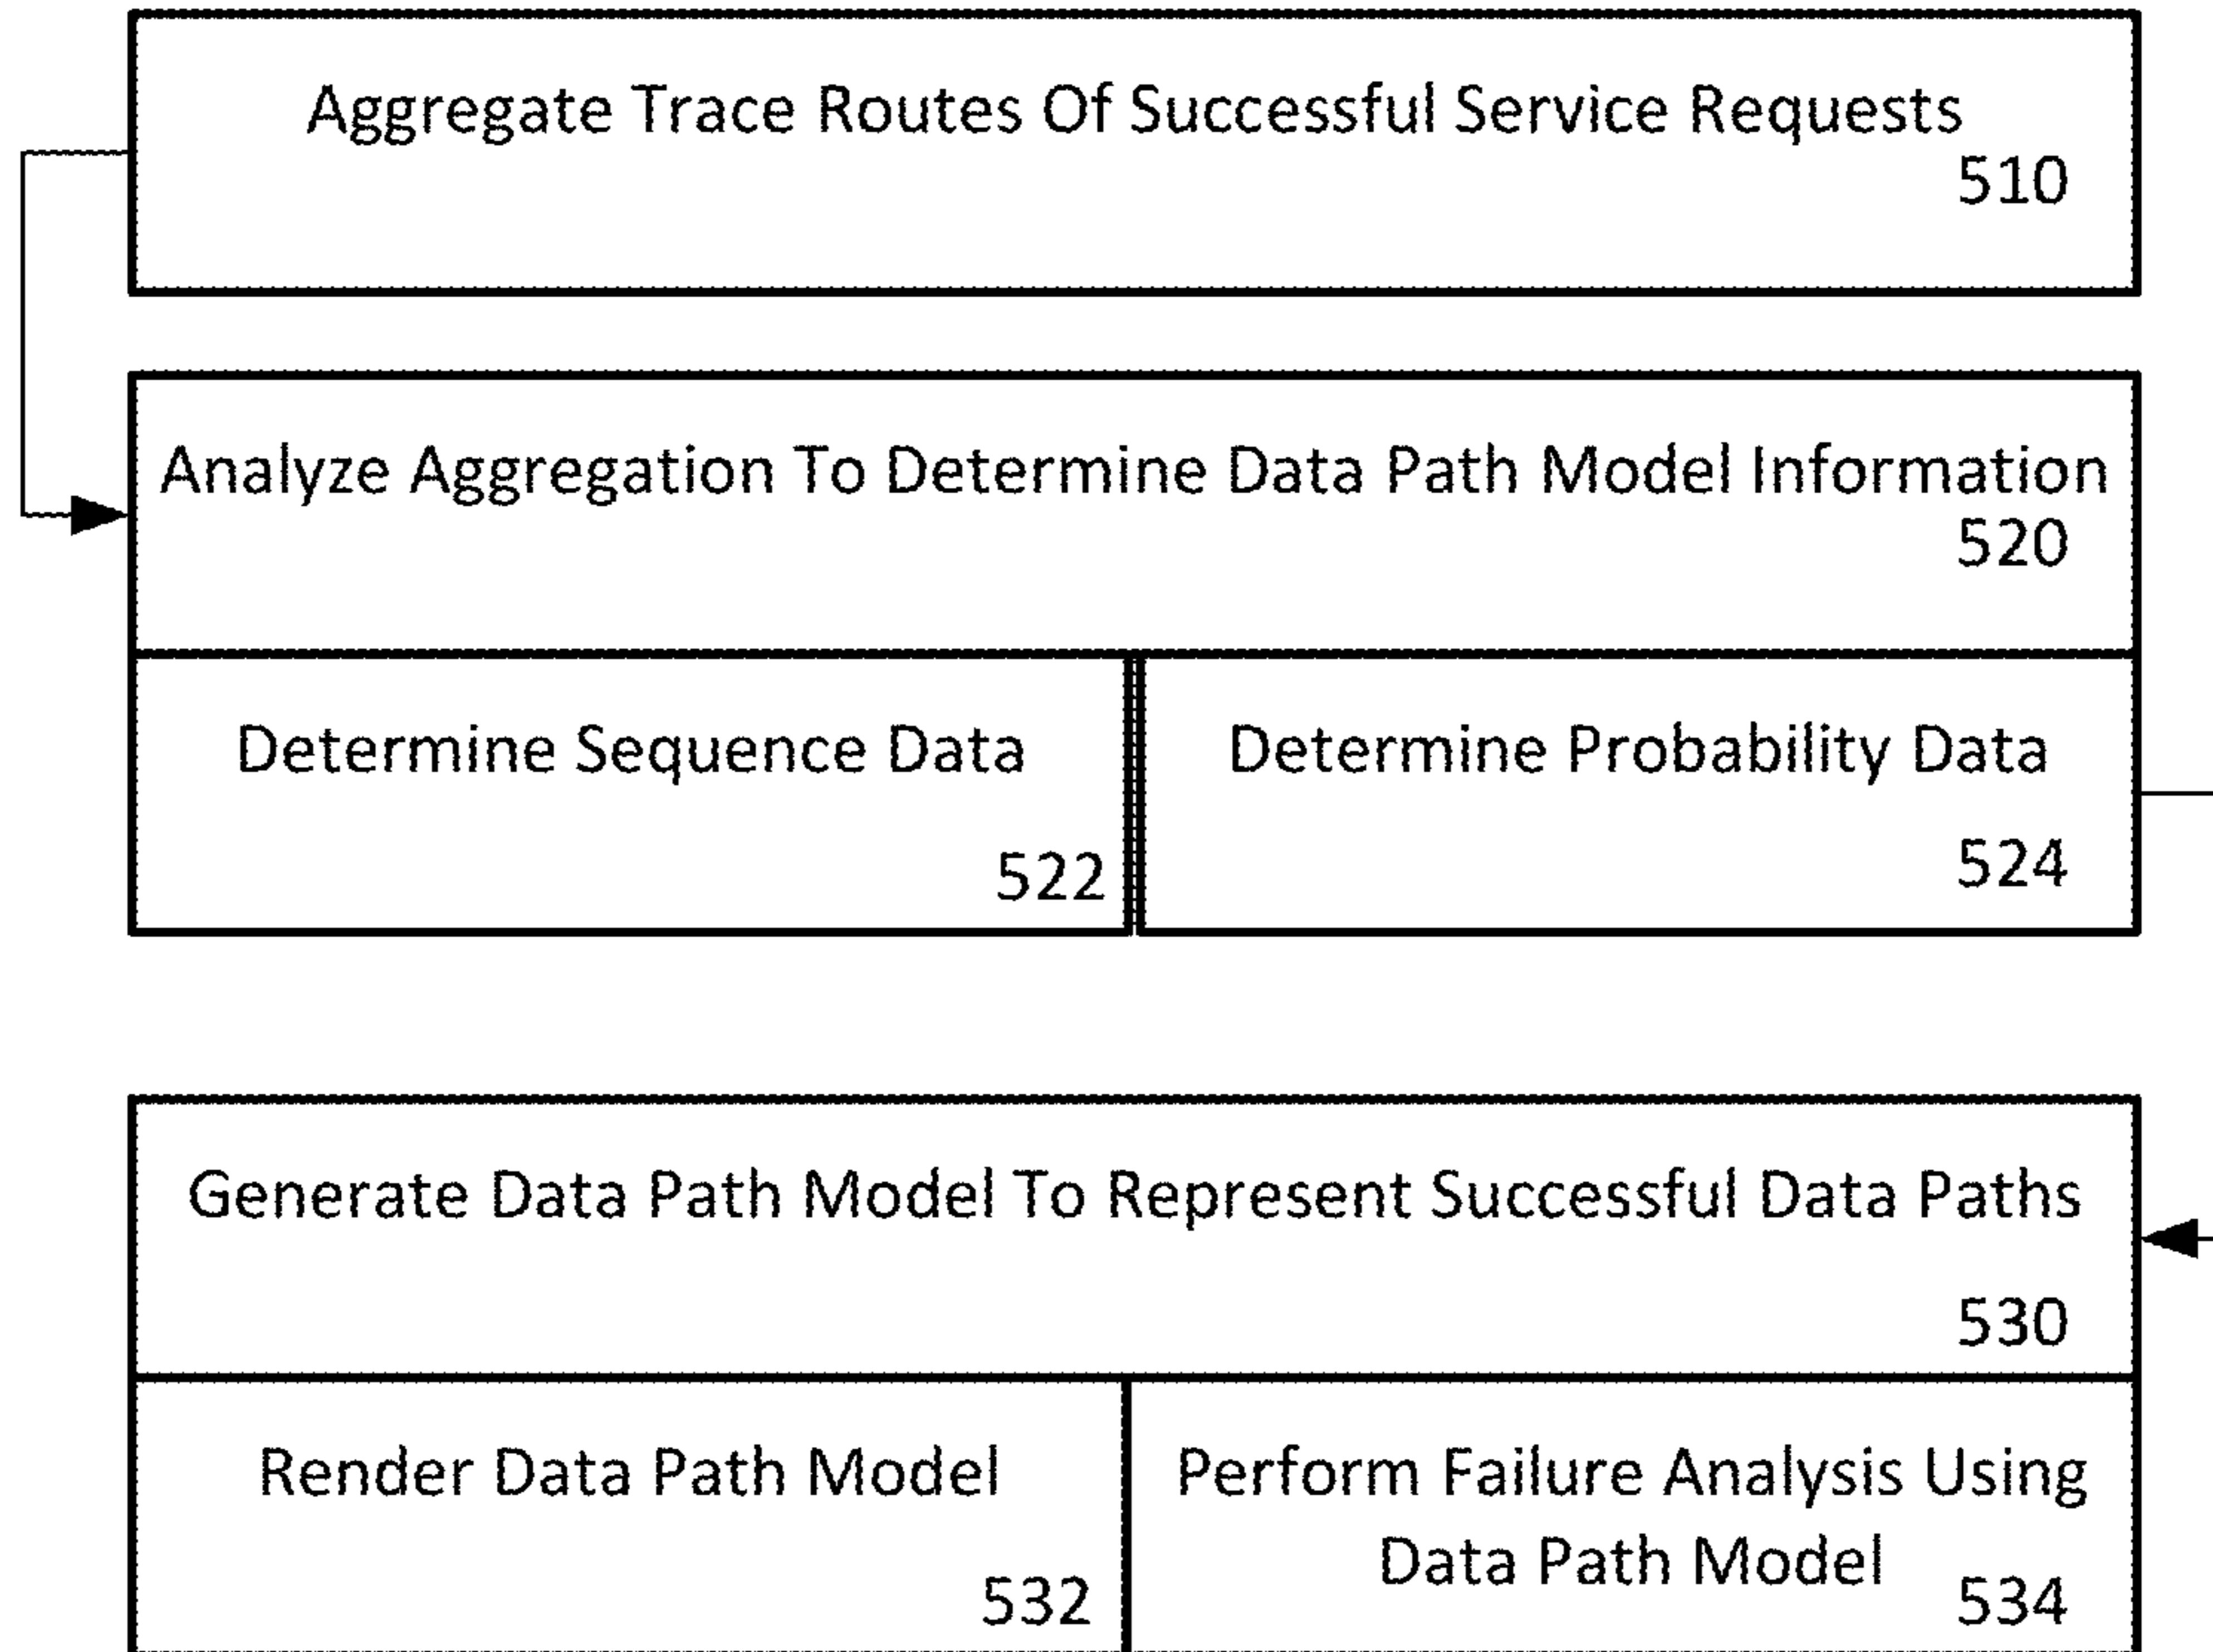 Aggregate Trace Routes Of Successful Service Requests
510
Analyze Aggregation To Determine Data Path Model Information
520
Determine Sequence Data
522
Determine Probability Data
524
Generate Data Path Model To Represent Successful Data Paths
530
Render Data Path Model
532
Perform Failure Analysis Using
Data Path Model
534